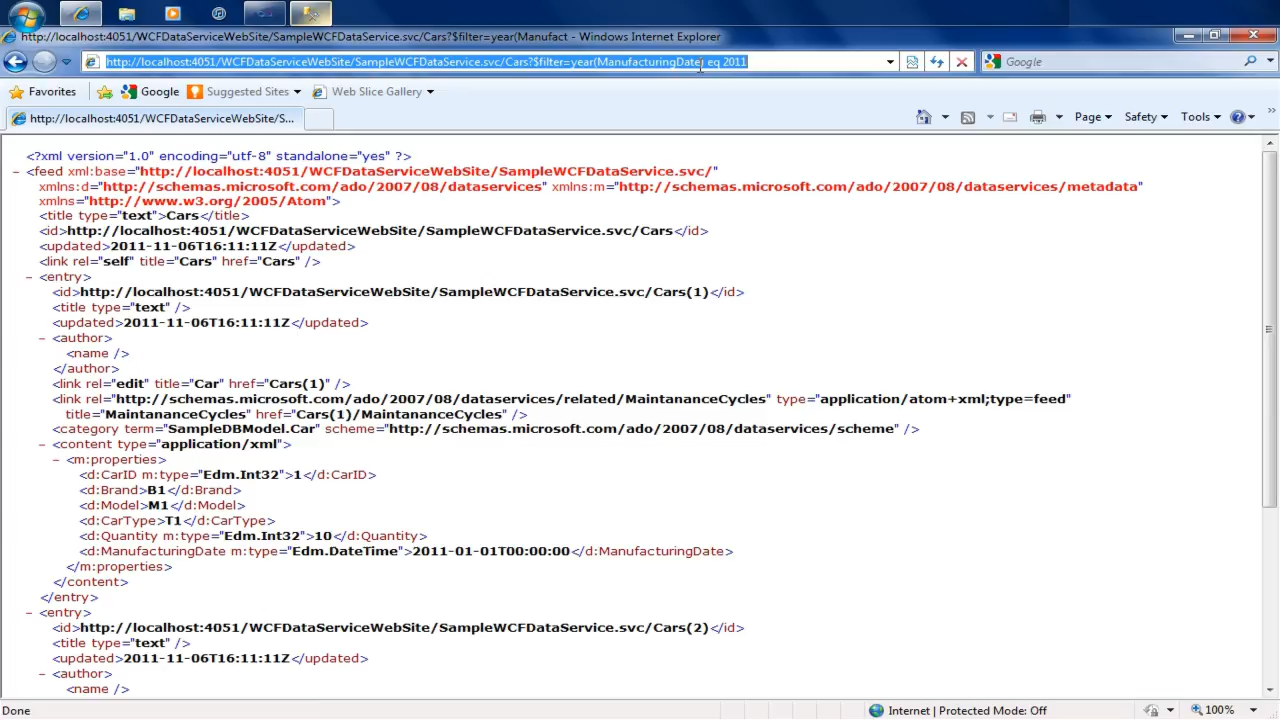 http://localhost:4051/WCFDataServiceWebSite/SampleWCFDataService.svc/Cars?$filter=year(Manufact - Windows Internet Explorer
http://localhost:4051/WCFDataServiceWebSite/SampleWCFDataService.svc/Cars?$filter=year(ManufacturingDate) eq 2011
Google
Favorites
Google
Suggested Sites
Web Slice Gallery
http://localhost:4051/WCFDataServiceWebSite/S...
Page
Safety
Tools
<?xml version="1.0" encoding="utf-8" standalone="yes" ?>
- <feed xml:base="http://localhost:4051/WCFDataServiceWebSite/SampleWCFDataService.svc/"
xmlns:d="http://schemas.microsoft.com/ado/2007/08/dataservices" xmlns:m="http://schemas.microsoft.com/ado/2007/08/dataservices/metadata"
xmlns="http://www.w3.org/2005/Atom">
<title type="text">Cars</title>
<id>http://localhost:4051/WCFDataServiceWebSite/SampleWCFDataService.svc/Cars</id>
<updated>2011-11-06T16:11:11Z</updated>
<link rel="self" title="Cars" href="Cars" />
- <entry>
<id>http://localhost:4051/WCFDataServiceWebSite/SampleWCFDataService.svc/Cars(1)</id>
<title type="text" />
<updated>2011-11-06T16:11:11Z</updated>
- <author>
<name />
</author>
<link rel="edit" title="Car" href="Cars(1)" />
<link rel="http://schemas.microsoft.com/ado/2007/08/dataservices/related/MaintananceCycles" type="application/atom+xml;type=feed"
title="MaintananceCycles" href="Cars(1)/MaintananceCycles" />
<category term="SampleDBModel.Car" scheme="http://schemas.microsoft.com/ado/2007/08/dataservices/scheme" />
- <content type="application/xml">
- <m:properties>
<d:CarID m:type="Edm.Int32">1</d:CarID>
<d:Brand>B1</d:Brand>
<d:Model>M1</d:Model>
<d:CarType>T1</d:CarType>
<d:Quantity m:type="Edm.Int32">10</d:Quantity>
<d:ManufacturingDate m:type="Edm.DateTime">2011-01-01T00:00:00</d:ManufacturingDate>
</m:properties>
</content>
</entry>
- <entry>
<id>http://localhost:4051/WCFDataServiceWebSite/SampleWCFDataService.svc/Cars(2)</id>
<title type="text" />
<updated>2011-11-06T16:11:11Z</updated>
- <author>
<name />
Done
Internet | Protected Mode: Off
100%